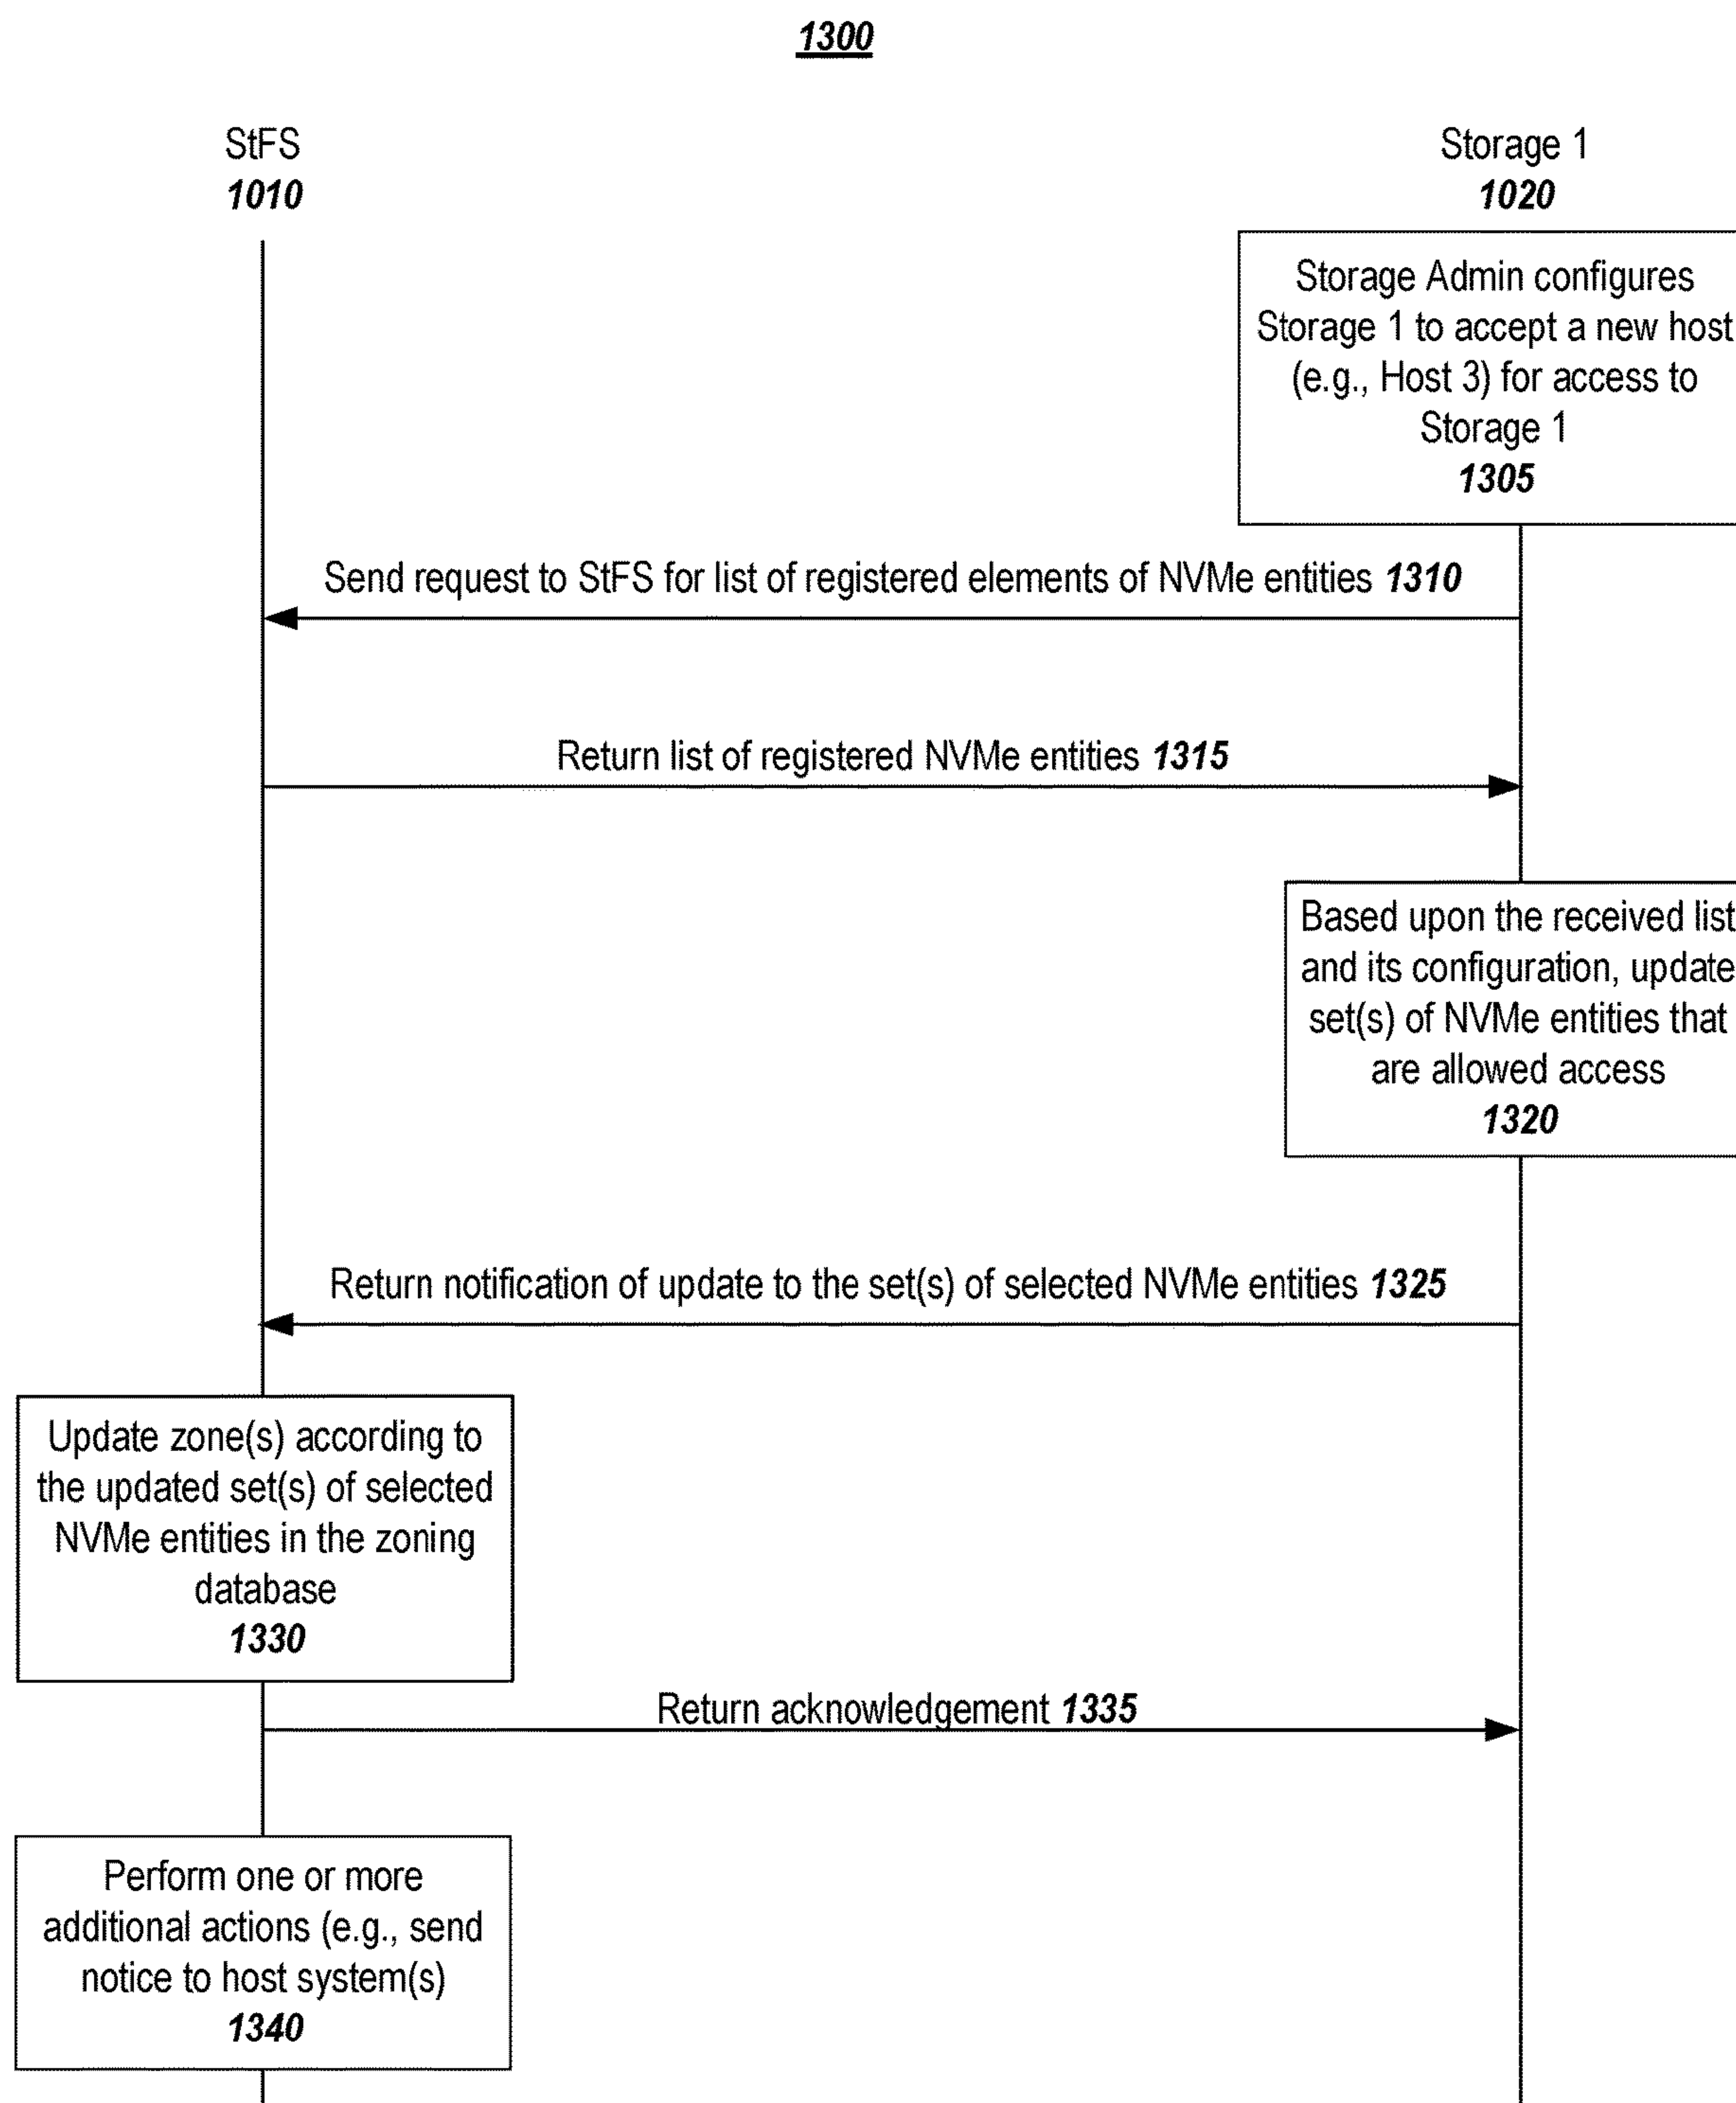 1300
StFS
1010
Storage 1
1020
Storage Admin configures
Storage 1 to accept a new host
(e.g., Host 3) for access to
Storage 1
1305
Send request to StFS for list of registered elements of NVMe entities 1310
Return list of registered NVMe entities 1315
Based upon the received list
and its configuration, update
set(s) of NVMe entities that
are allowed access
1320
Return notification of update to the set(s) of selected NVMe entities 1325
Update zone(s) according to
the updated set(s) of selected
NVMe entities in the zoning
database
1330
Return acknowledgement 1335
Perform one or more
additional actions (e.g., send
notice to host system(s)
1340